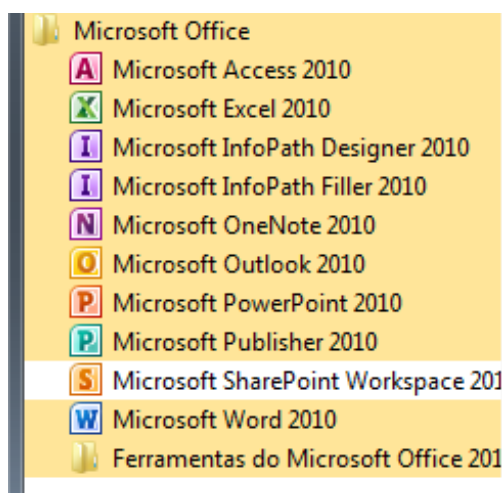 Microsoft Office
Microsoft Access 2010
Microsoft Excel 2010
Microsoft InfoPath Designer 2010
Microsoft InfoPath Filler 2010
Microsoft OneNote 2010
Microsoft Outlook 2010
Microsoft PowerPoint 2010
Microsoft Publisher 2010
Microsoft SharePoint Workspace 201
Microsoft Word 2010
Ferramentas do Microsoft Office 201